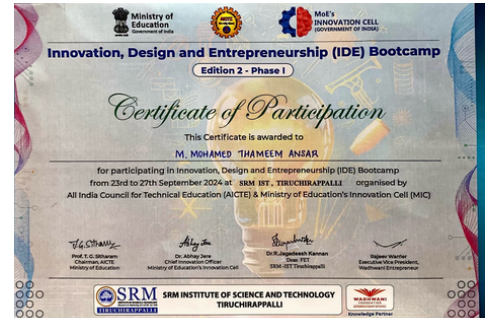 Ministry of
Education
Government of India
MoE's
INNOVATION CELL
(GOVERNMENT OF INDIA)
Innovation, Design and Entrepreneurship (IDE) Bootcamp
Edition 2 - Phase I
Certificate of Participation
This Certificate is awarded to
M. MOHAMED THAMEEM ANSAR
for participating in Innovation, Design and Entrepreneurship (IDE) Bootcamp
from 23rd to 27th September 2024 at SRM IST, TIRUCHIRAPPALLI organised by
All India Council for Technical Education (AICTE) & Ministry of Education's Innovation Cell (MIC)
Prof. T. G. Sitharam
Chairman, AICTE
Ministry of Education
Dr. Abhay Jere
Chief Innovation Officer
Ministry of Education's Innovation Cell
Dr.R.Jagadeesh Kannan
Dean FET
SRM-IST Tiruchirappalli
Rajeev Warrier
Executive Vice President,
Wadhwani Entrepreneur
SRM
SRM INSTITUTE OF SCIENCE AND TECHNOLOGY
TIRUCHIRAPPALLI
WADHWANI
Knowledge Partner